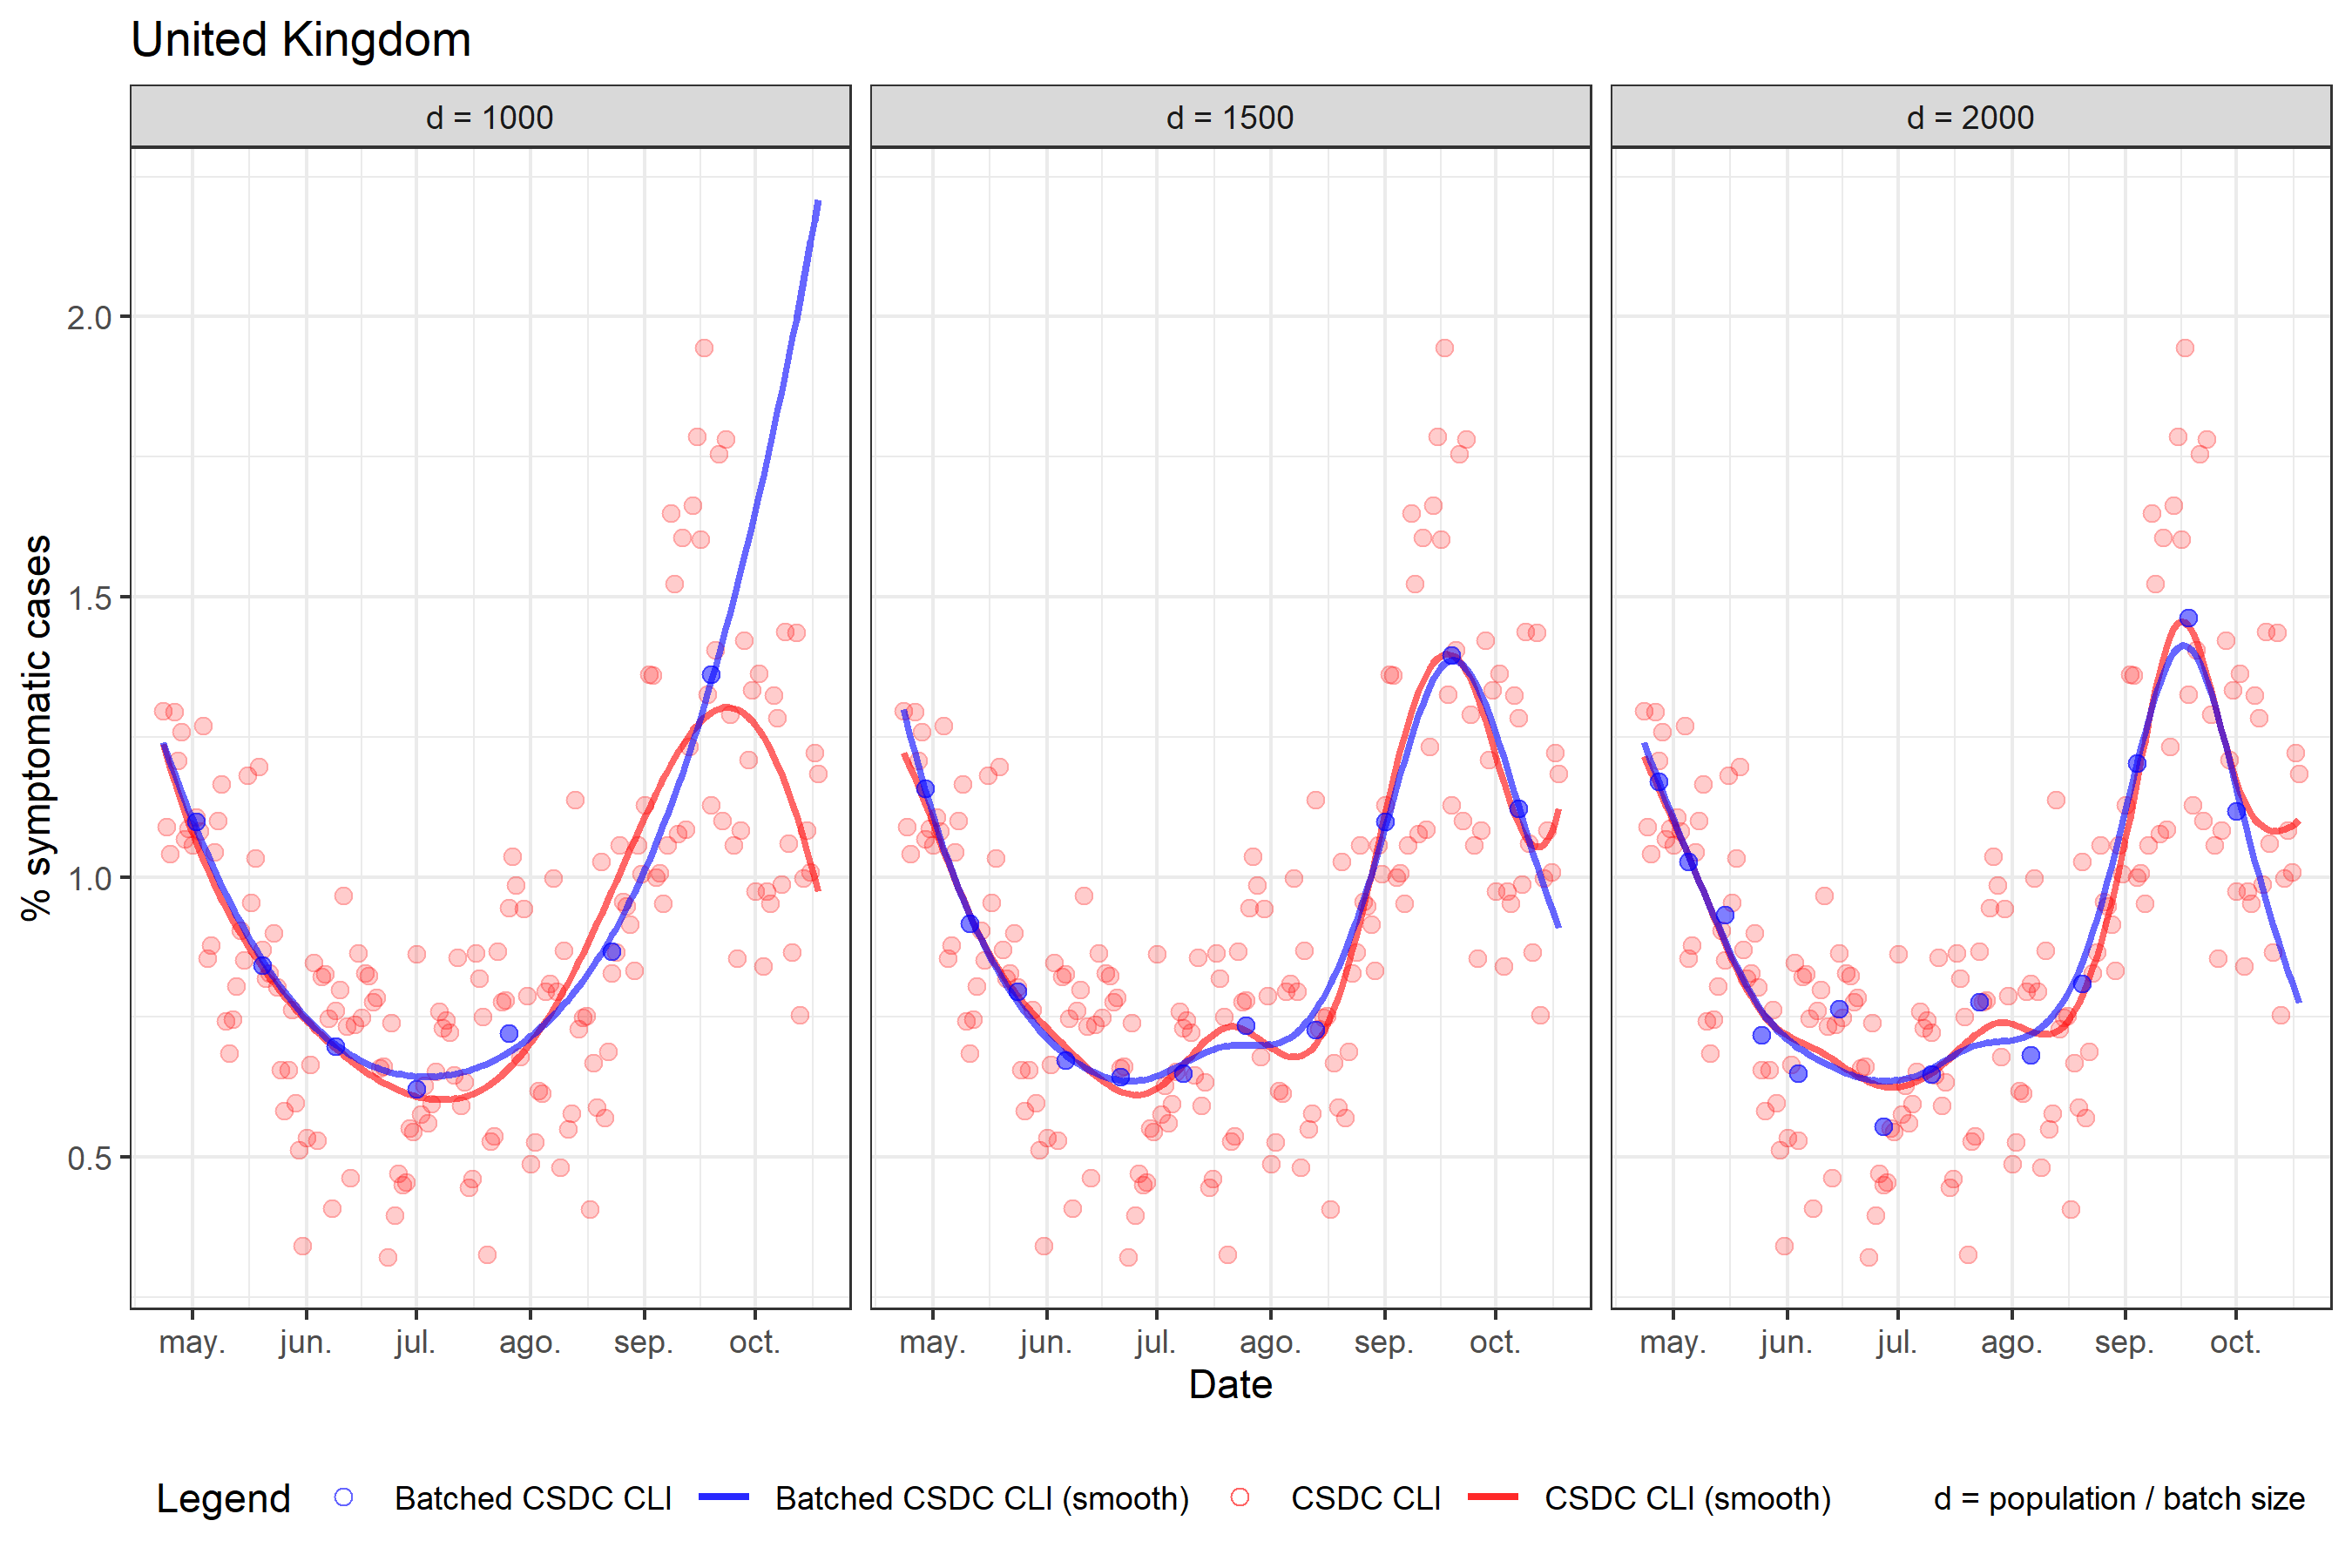 United Kingdom
d = 1000
d = 1500
d = 2000
% symptomatic cases
2.0
1.5
1.0
0.5
may. jun. jul. ago. sep. oct.
may. jun. jul. ago. sep. oct.
may. jun. jul. ago. sep. oct.
Date
Legend Batched CSDC CLI Batched CSDC CLI (smooth) CSDC CLI CSDC CLI (smooth) d = population / batch size